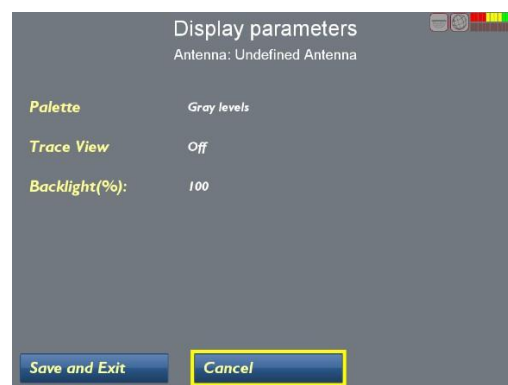 Display parameters
Antenna: Undefined Antenna
Palette Gray levels
Trace View Off
Backlight(%): 100
Save and Exit Cancel